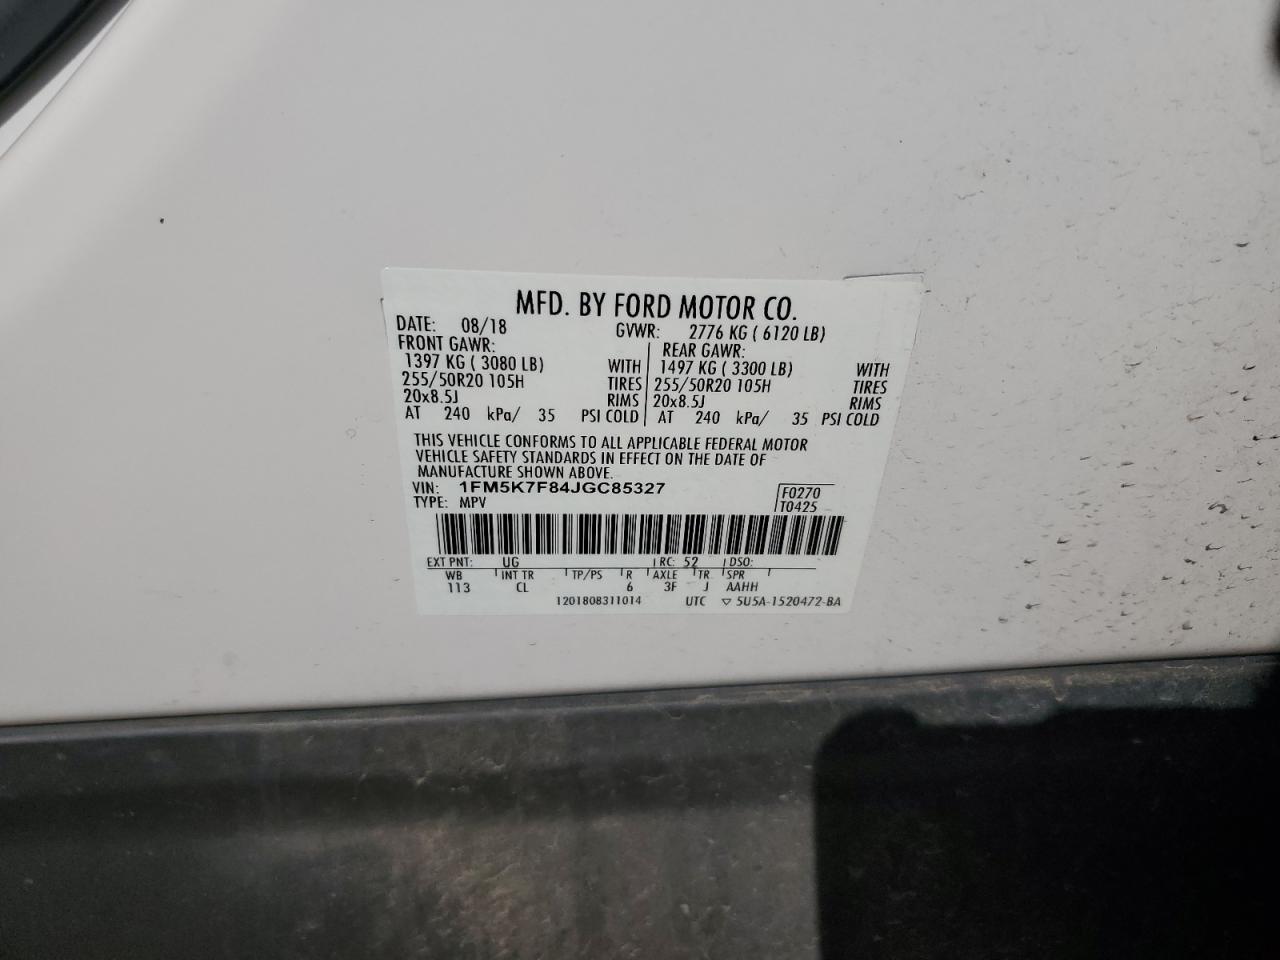 MFD. BY FORD MOTOR CO.
DATE: 08/18 GVWR: 2776 KG ( 6120 LB)
FRONT GAWR: REAR GAWR:
1397 KG ( 3080 LB) WITH 1497 KG ( 3300 LB) WITH
255/50R20 105H TIRES 255/50R20 105H TIRES
20x8.5J RIMS 20x8.5J RIMS
AT 240 kPa/ 35 PSI COLD AT 240 kPa/ 35 PSI COLD
THIS VEHICLE CONFORMS TO ALL APPLICABLE FEDERAL MOTOR
VEHICLE SAFETY STANDARDS IN EFFECT ON THE DATE OF
MANUFACTURE SHOWN ABOVE.
VIN: 1FM5K7F84JGC85327 F0270
TYPE: MPV T0425
EXT PNT: UG RC: 52 DSO:
WB INT TR TP/PS R AXLE TR SPR
113 CL 6 3F J AAHH
1201808311014 UTC ▽ 5U5A-1520472-BA